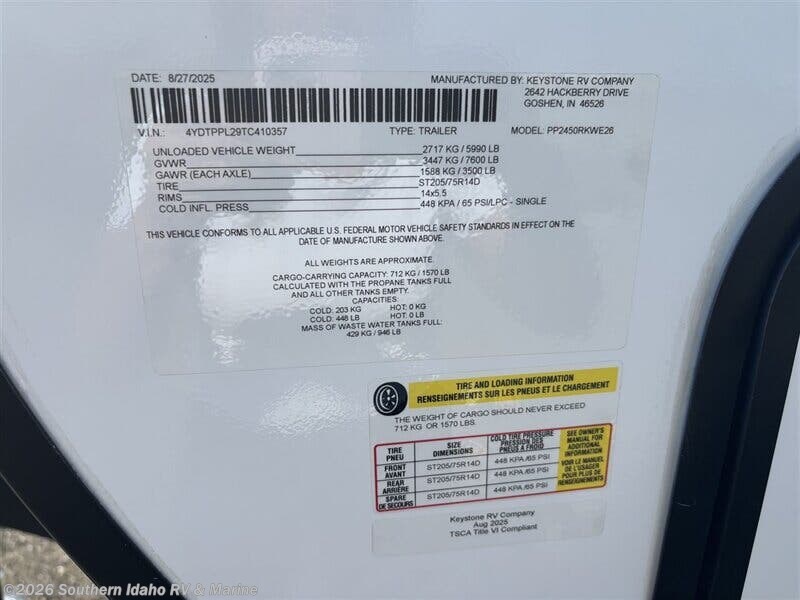 DATE: 8/27/2025 MANUFACTURED BY: KEYSTONE RV COMPANY
2642 HACKBERRY DRIVE
GOSHEN, IN 46526
V.I.N.: 4YDTPPL29TC410357 TYPE: TRAILER MODEL: PP2450RKWE26
UNLOADED VEHICLE WEIGHT 2717 KG / 5990 LB
GVWR 3447 KG / 7600 LB
GAWR (EACH AXLE) 1588 KG / 3500 LB
TIRE ST205/75R14D
RIMS 14x5.5
COLD INFL. PRESS 448 KPA / 65 PSI/LPC - SINGLE
THIS VEHICLE CONFORMS TO ALL APPLICABLE U.S. FEDERAL MOTOR VEHICLE SAFETY STANDARDS IN EFFECT ON THE
DATE OF MANUFACTURE SHOWN ABOVE.
ALL WEIGHTS ARE APPROXIMATE.
CARGO-CARRYING CAPACITY: 712 KG / 1570 LB
CALCULATED WITH THE PROPANE TANKS FULL
AND ALL OTHER TANKS EMPTY.
CAPACITIES:
COLD: 203 KG HOT: 0 KG
COLD: 448 LB HOT: 0 LB
MASS OF WASTE WATER TANKS FULL:
429 KG / 946 LB
TIRE AND LOADING INFORMATION
RENSEIGNEMENTS SUR LES PNEUS ET LE CHARGEMENT
THE WEIGHT OF CARGO SHOULD NEVER EXCEED
712 KG OR 1570 LBS.
TIRE
PNEU
SIZE
DIMENSIONS
COLD TIRE PRESSURE
PRESSION DES
PNEUS A FROID
SEE OWNER'S
MANUAL FOR
ADDITIONAL
INFORMATION
VOIR LE MANUEL
DE L'USAGER
POUR PLUS DE
RENSEIGNEMENTS
FRONT
AVANT
ST205/75R14D 448 KPA /65 PSI
REAR
ARRIÈRE
ST205/75R14D 448 KPA /65 PSI
SPARE
DE SECOURS
ST205/75R14D 448 KPA /65 PSI
Keystone RV Company
Aug 2025
TSCA Title VI Compliant
©2026 Southern Idaho RV & Marine